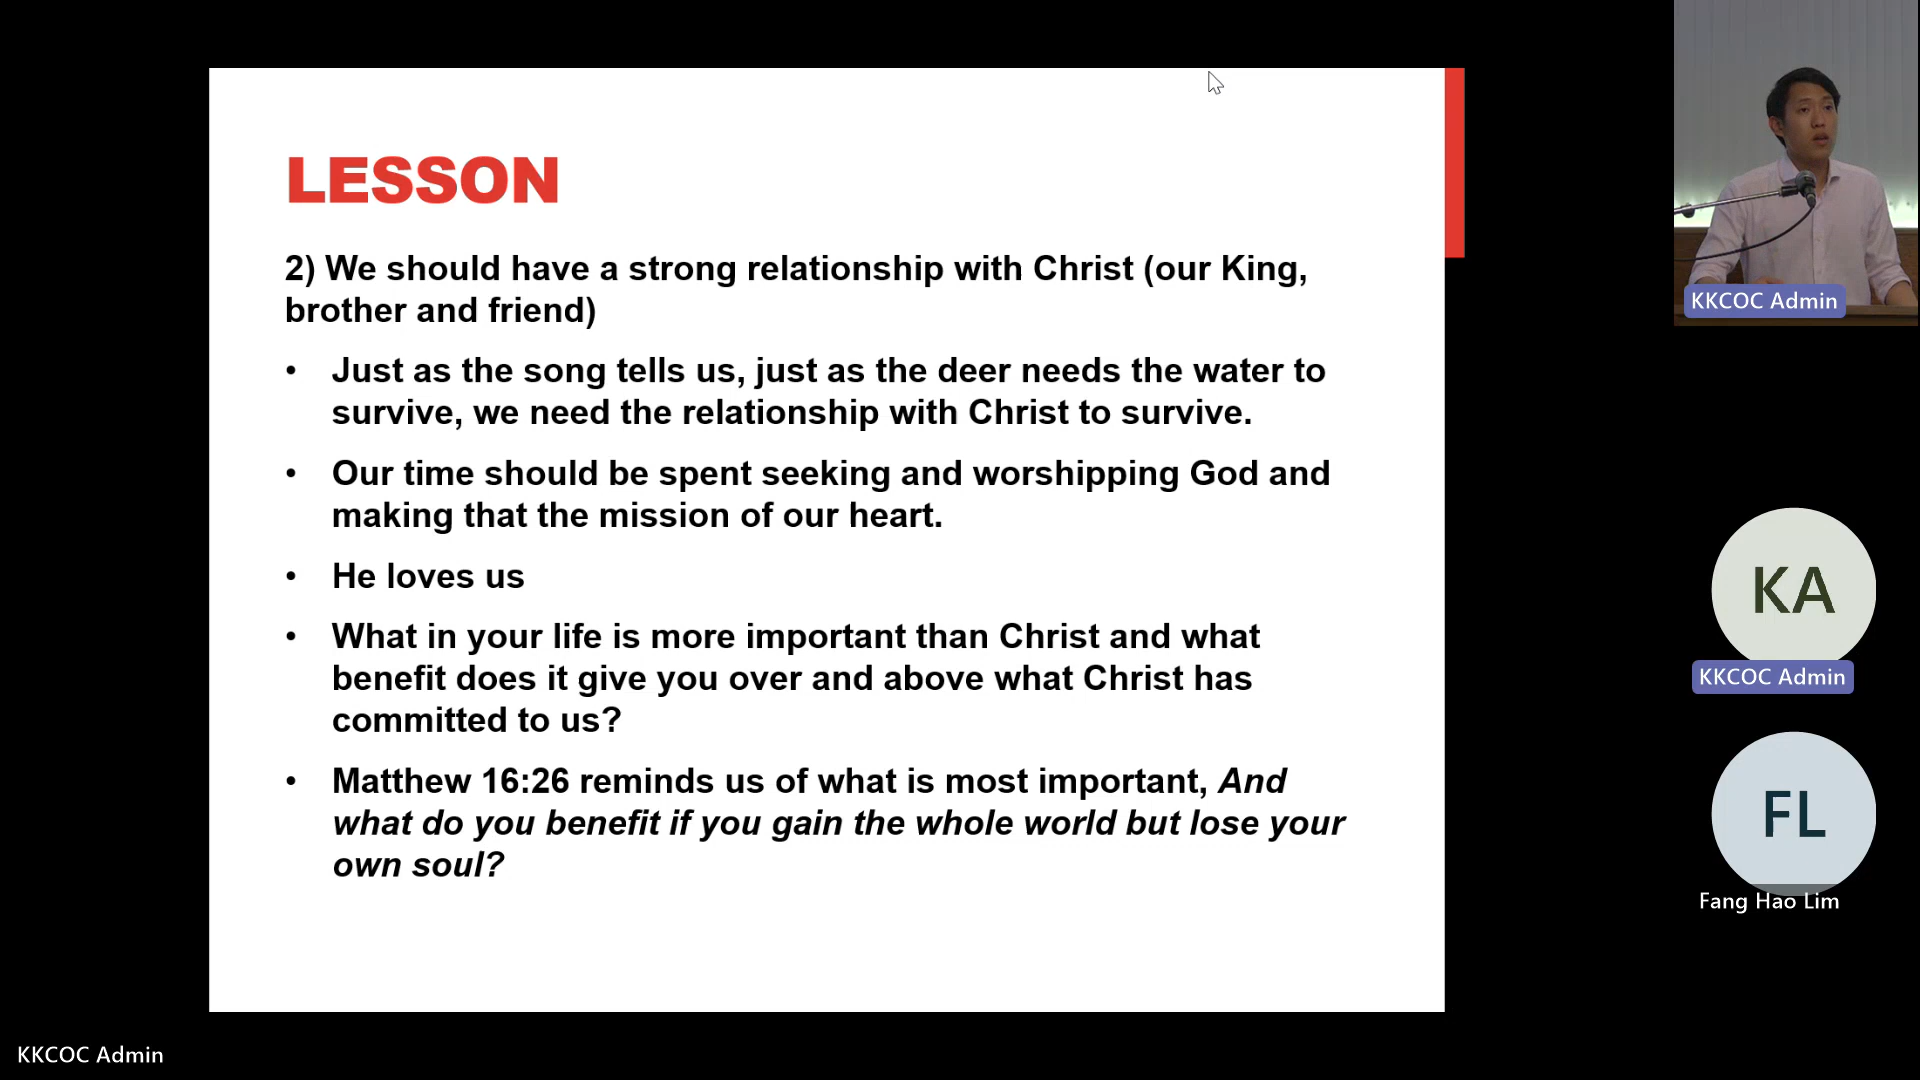 LESSON
2) We should have a strong relationship with Christ (our King,
brother and friend)
• Just as the song tells us, just as the deer needs the water to
survive, we need the relationship with Christ to survive.
• Our time should be spent seeking and worshipping God and
making that the mission of our heart.
• He loves us
• What in your life is more important than Christ and what
benefit does it give you over and above what Christ has
committed to us?
• Matthew 16:26 reminds us of what is most important, And
what do you benefit if you gain the whole world but lose your
own soul?
KKCOC Admin
KA
KKCOC Admin
FL
Fang Hao Lim
KKCOC Admin